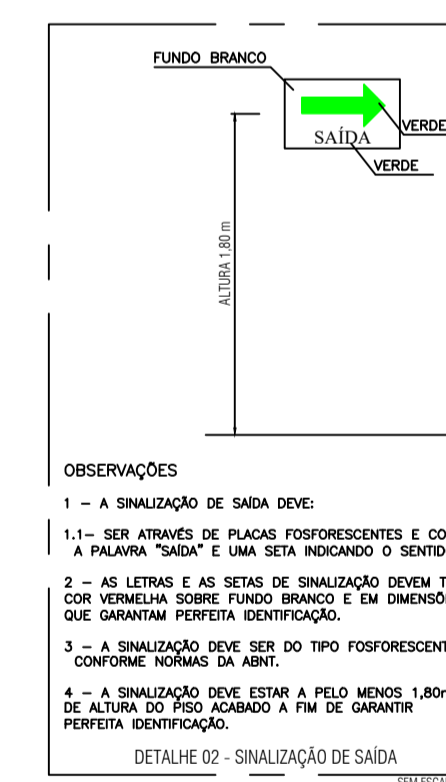 FUNDO BRANCO
VERDE
SAÍDA
VERDE
ALTURA 1,80 m
OBSERVAÇÕES
1 – A SINALIZAÇÃO DE SAÍDA DEVE:
1.1– SER ATRAVÉS DE PLACAS FOSFORESCENTES E CO
A PALAVRA "SAÍDA" E UMA SETA INDICANDO O SENTID
2 – AS LETRAS E AS SETAS DE SINALIZAÇÃO DEVEM T
COR VERMELHA SOBRE FUNDO BRANCO E EM DIMENSÕ
QUE GARANTAM PERFEITA IDENTIFICAÇÃO.
3 – A SINALIZAÇÃO DEVE SER DO TIPO FOSFORESCENT
CONFORME NORMAS DA ABNT.
4 – A SINALIZAÇÃO DEVE ESTAR A PELO MENOS 1,80
DE ALTURA DO PISO ACABADO A FIM DE GARANTIR
PERFEITA IDENTIFICAÇÃO.
DETALHE 02 - SINALIZAÇÃO DE SAÍDA